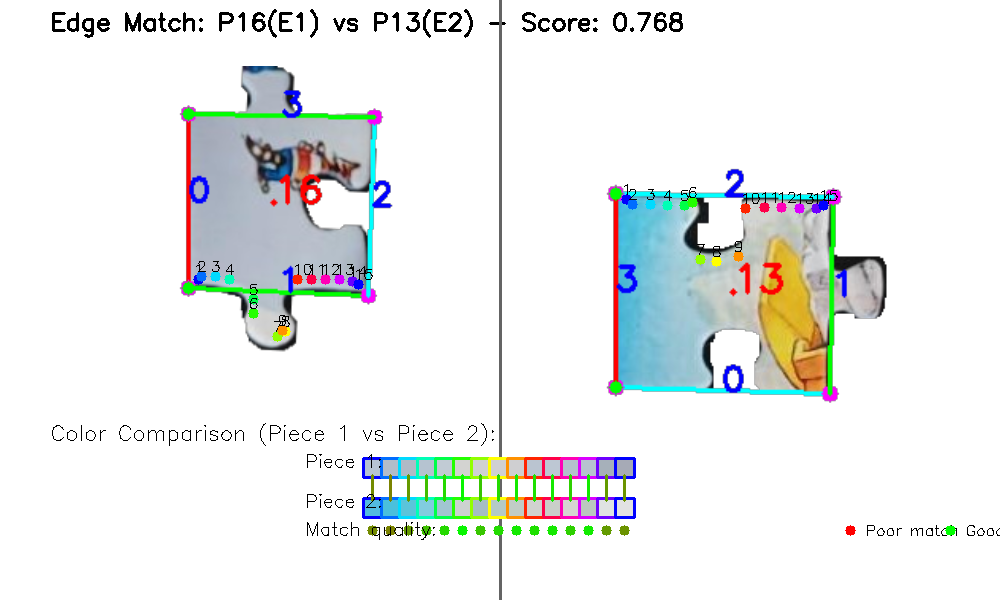 Edge Match: P16(E1) vs P13(E2) - Score: 0.768
3
0
.16
2
1
2 3 4
10 11 12 13 14 15
5
6
7 8 9
2
1 2 3 4 5 6
10 11 12 13 14 15
7 8 9
3
.13
1
0
Color Comparison (Piece 1 vs Piece 2):
Piece 1:
Piece 2:
Match quality:
Poor match
Good